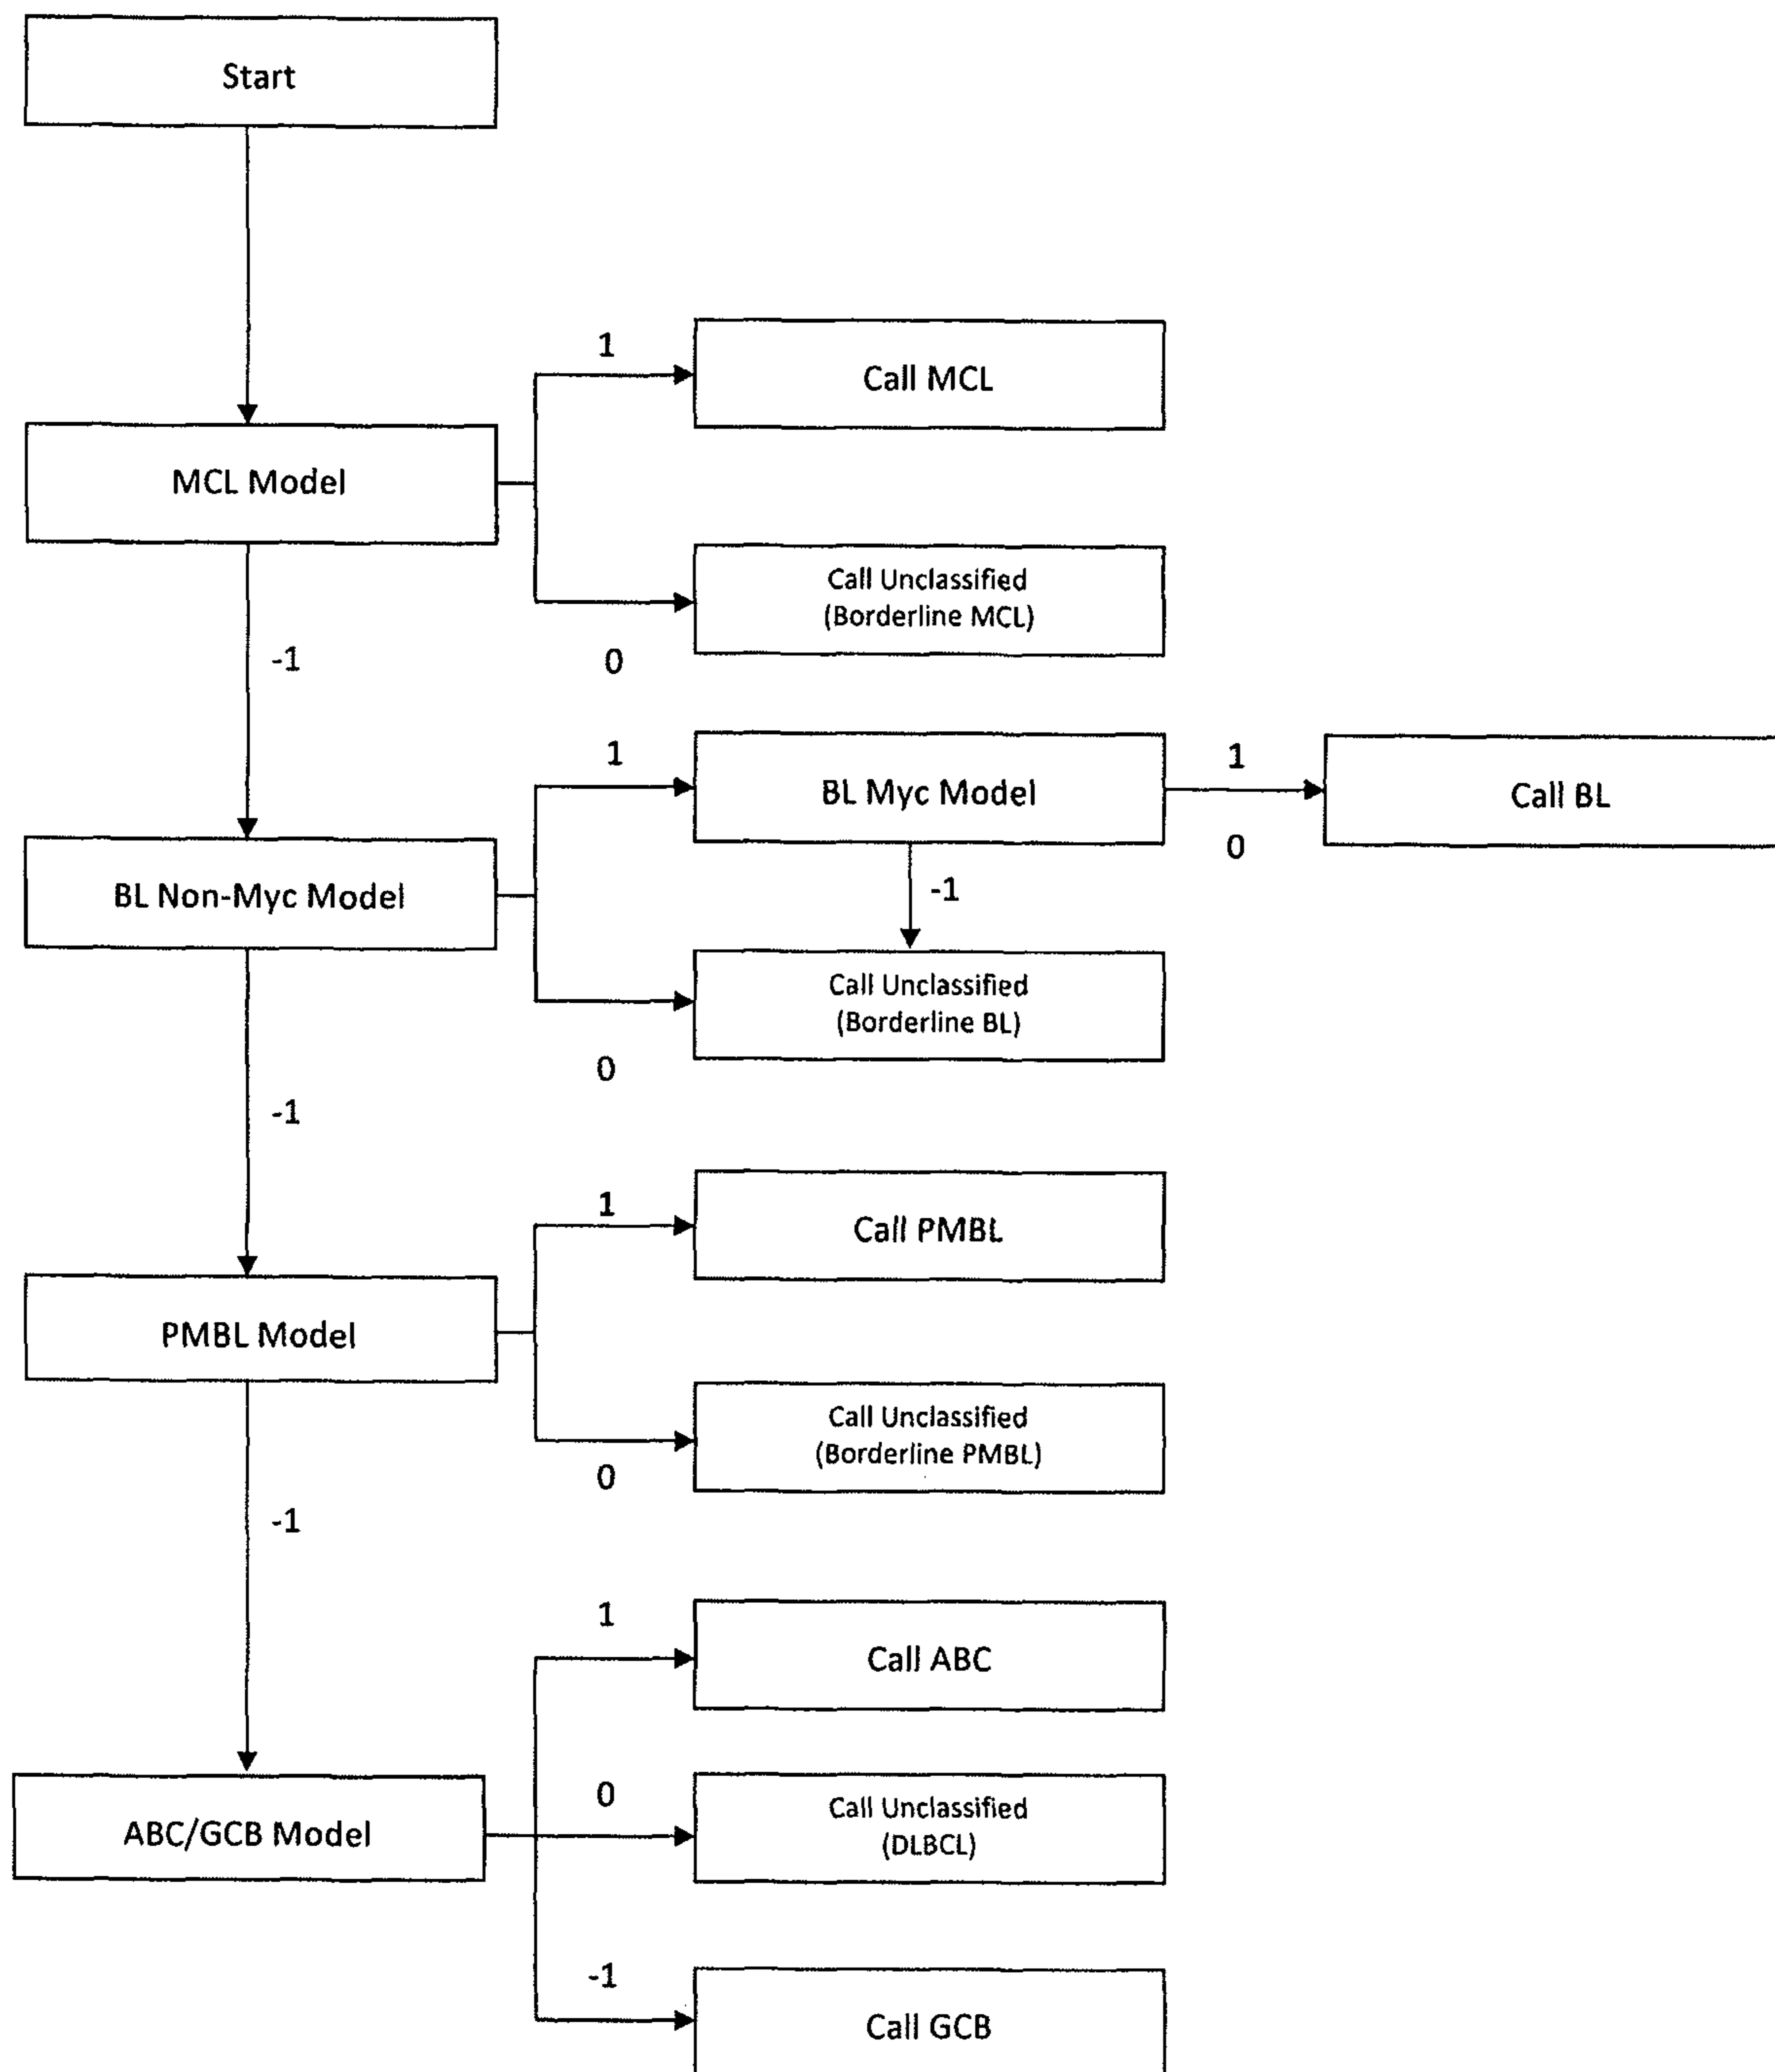 Start
1
Call MCL
MCL Model
Call Unclassified
(Borderline MCL)
-1
0
1
BL Myc Model
1
Call BL
0
BL Non-Myc Model
-1
Call Unclassified
(Borderline BL)
0
-1
1
Call PMBL
PMBL Model
Call Unclassified
(Borderline PMBL)
0
-1
1
Call ABC
0
Call Unclassified
(DLBCL)
ABC/GCB Model
-1
Call GCB